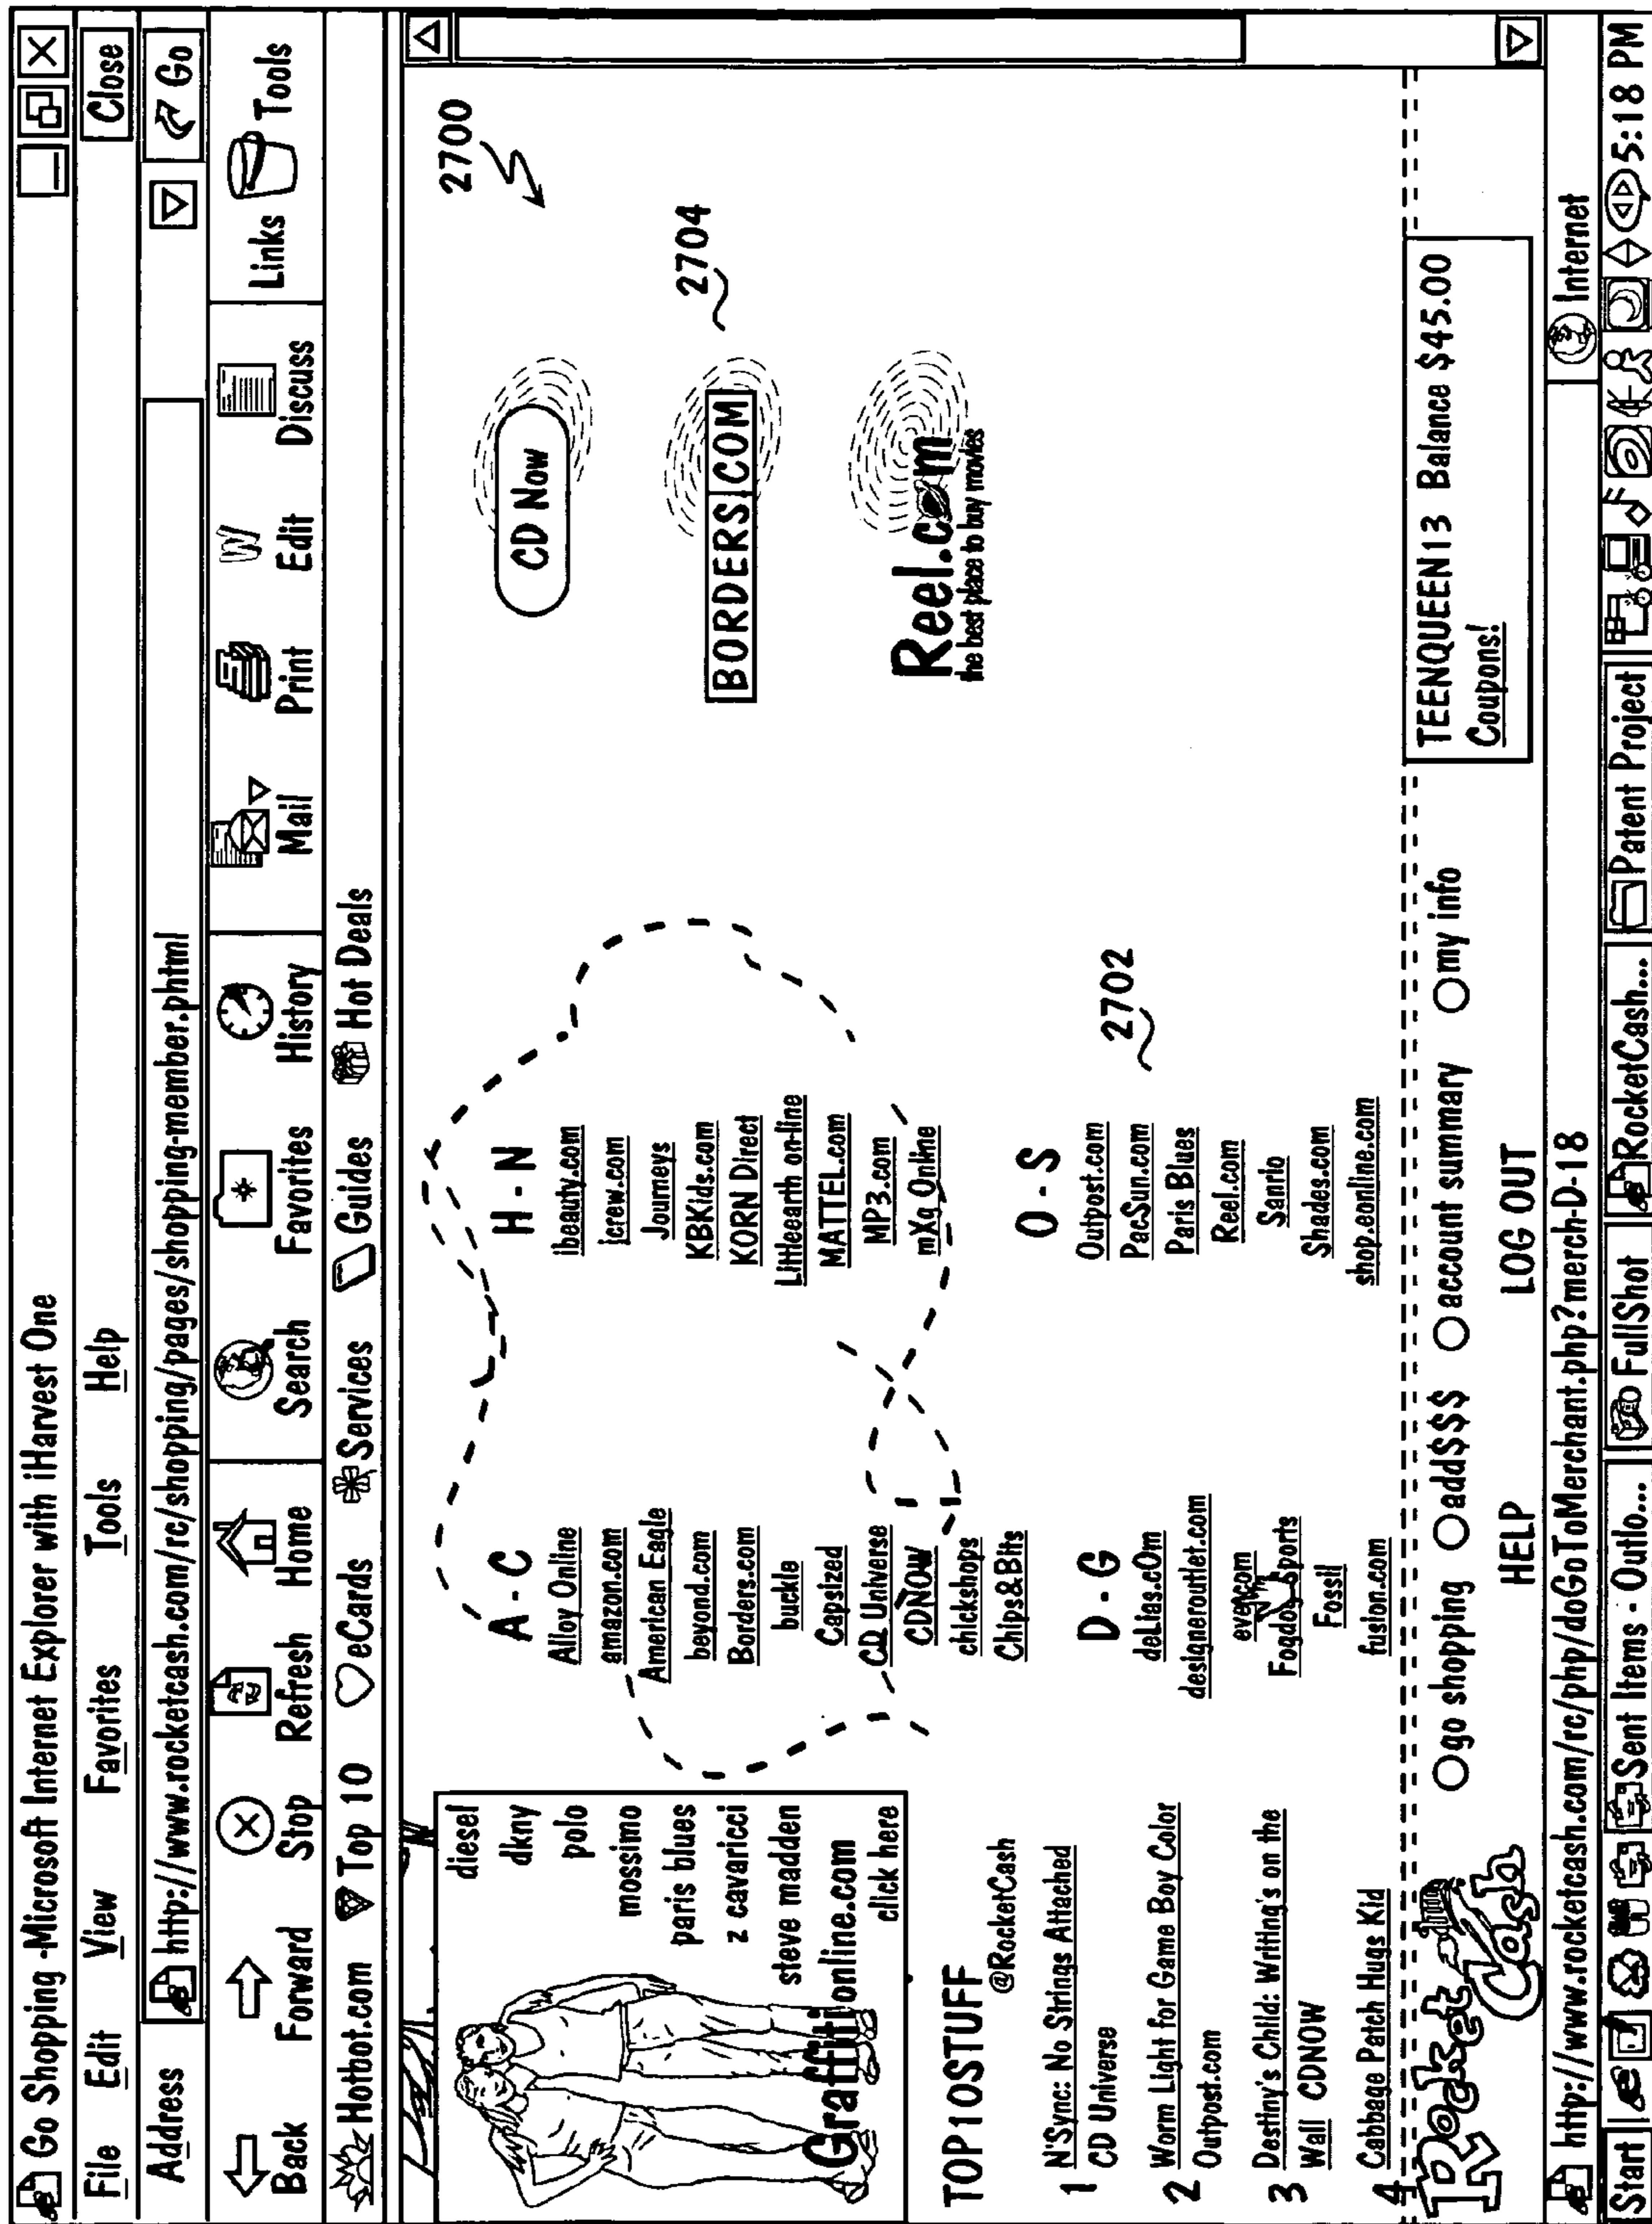 Go Shopping -Microsoft Internet Explorer with iHarvest One
File Edit View Favorites Tools Help Close
Address http://www.rocketcash.com/rc/shopping/pages/shopping-member.phtml Go
Back Forward Stop Refresh Home Search Favorites History Mail Print Edit Discuss Links Tools
Hotbot.com Top 10 eCards Services Guides Hot Deals
2700
diesel
dkny
polo
mossimo
paris blues
z cavaricci
steve madden
Graffitionline.com
click here
TOP10STUFF
@RocketCash
1 N'Sync: No Strings Attached
CD Universe
2 Worm Light for Game Boy Color
Outpost.com
3 Destiny's Child: Writing's on the
Wall CDNOW
4 Cabbage Patch Hugs Kid
A - C
Alloy Online
amazon.com
American Eagle
beyond.com
Borders.com
buckle
Capsized
CD Universe
CDNOW
chickshops
Chips&Bits
D - G
deLias.cOm
designeroutlet.com
eve.com
Fogdog Sports
Fossil
fusion.com
H - N
ibeauty.com
jcrew.com
Journeys
KBKids.com
KORN Direct
Littleearth on-line
MATTEL.com
MP3.com
mXg Online
O - S
Outpost.com
PacSun.com
Paris Blues
Reel.com
Sanrio
Shades.com
shop.eonline.com
2702
CD Now
2704
BORDERS COM
Reel.com
the best place to buy movies
Rocket Cash
go shopping add$$$ account summary my info
HELP LOG OUT
TEENQUEEN13 Balance $45.00
Coupons!
http://www.rocketcash.com/rc/php/doGoToMerchant.php?merch-D-18 Internet
Start Sent Items - Outlo... FullShot RocketCash... Patent Project 5:18 PM